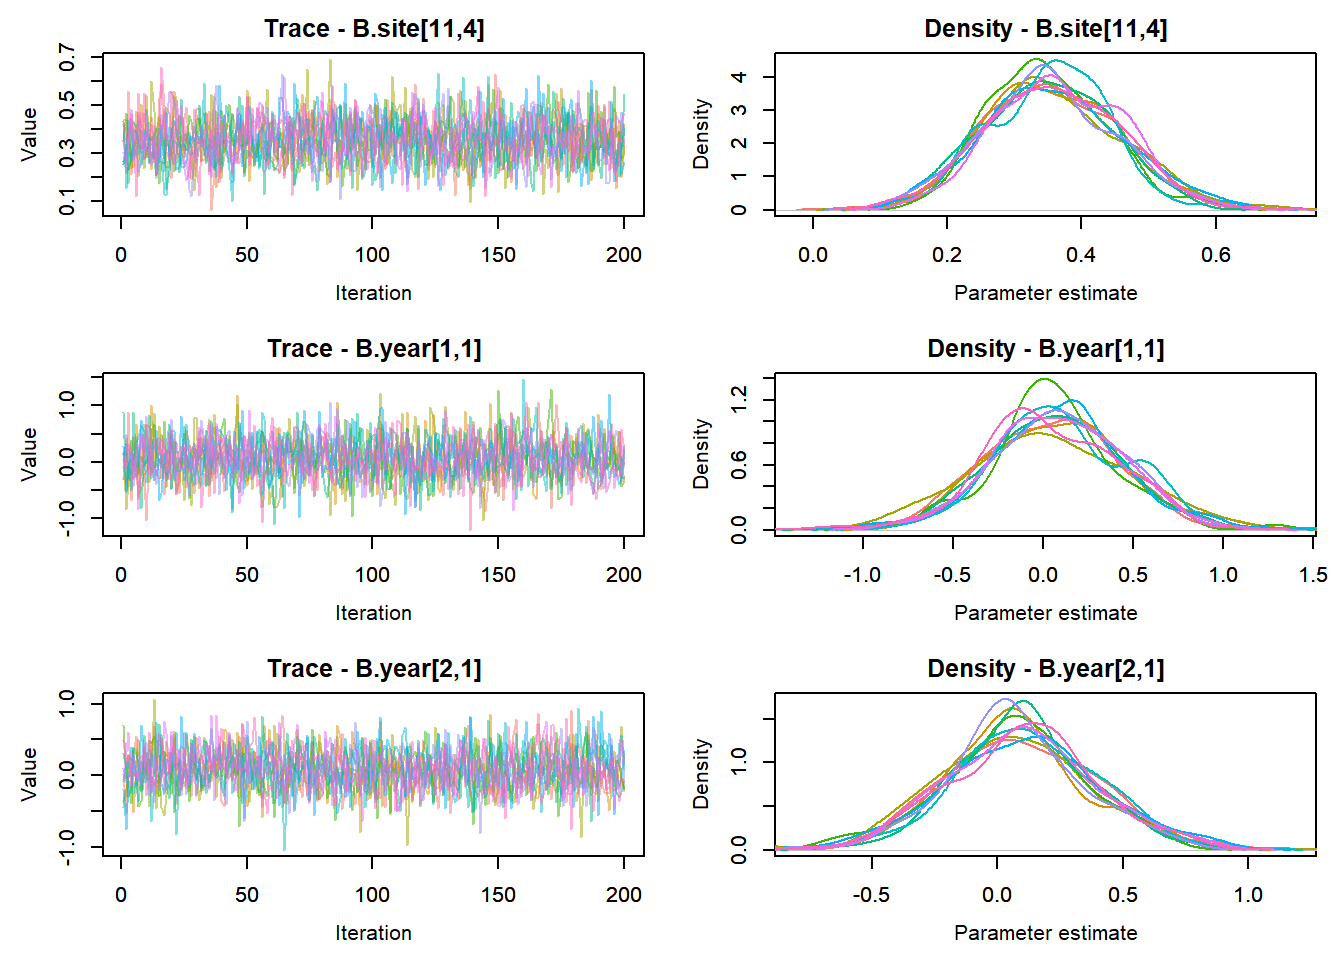 Trace - B.site[11,4]
Value
0.1 0.3 0.5 0.7
0 50 100 150 200
Iteration
Density - B.site[11,4]
Density
0 1 2 3 4
0.0 0.2 0.4 0.6
Parameter estimate
Trace - B.year[1,1]
Value
-1.0 0.0 1.0
0 50 100 150 200
Iteration
Density - B.year[1,1]
Density
0.0 0.6 1.2
-1.0 -0.5 0.0 0.5 1.0 1.5
Parameter estimate
Trace - B.year[2,1]
Value
-1.0 0.0 1.0
0 50 100 150 200
Iteration
Density - B.year[2,1]
Density
0.0 1.0
-0.5 0.0 0.5 1.0
Parameter estimate